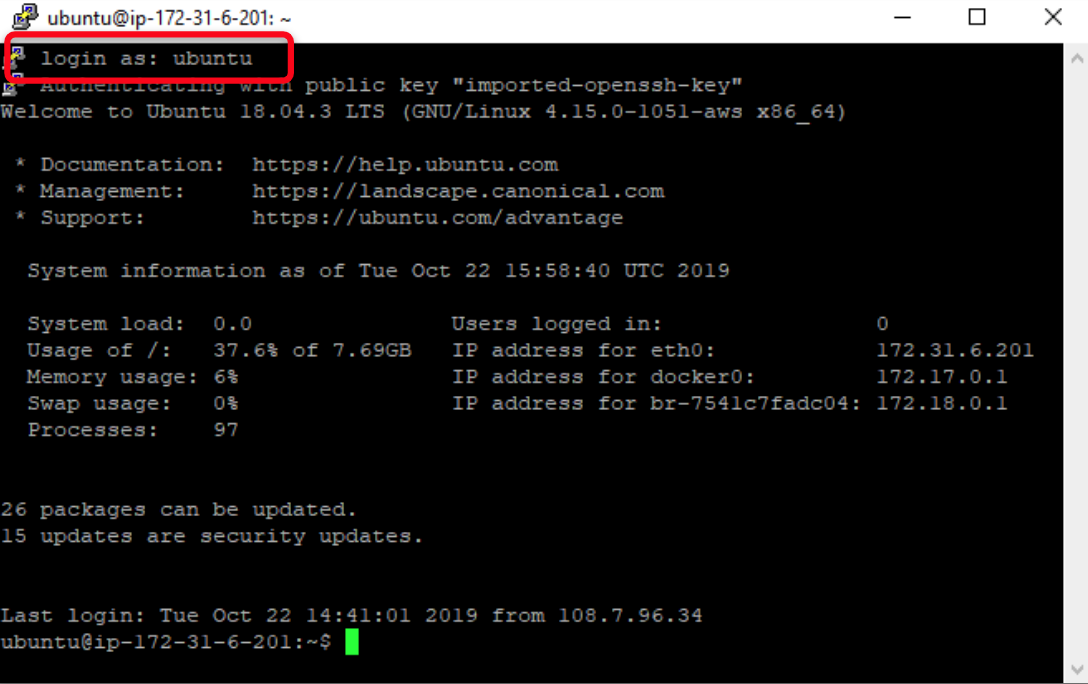 ubuntu@ip-172-31-6-201: ~
login as: ubuntu
Authenticating with public key "imported-openssh-key"
Welcome to Ubuntu 18.04.3 LTS (GNU/Linux 4.15.0-1051-aws x86_64)
* Documentation:  https://help.ubuntu.com
* Management:     https://landscape.canonical.com
* Support:        https://ubuntu.com/advantage
System information as of Tue Oct 22 15:58:40 UTC 2019
System load:  0.0               Users logged in:                0
Usage of /:   37.6% of 7.69GB   IP address for eth0:            172.31.6.201
Memory usage: 6%                IP address for docker0:         172.17.0.1
Swap usage:   0%                IP address for br-7541c7fadc04: 172.18.0.1
Processes:    97
26 packages can be updated.
15 updates are security updates.
Last login: Tue Oct 22 14:41:01 2019 from 108.7.96.34
ubuntu@ip-172-31-6-201:~$